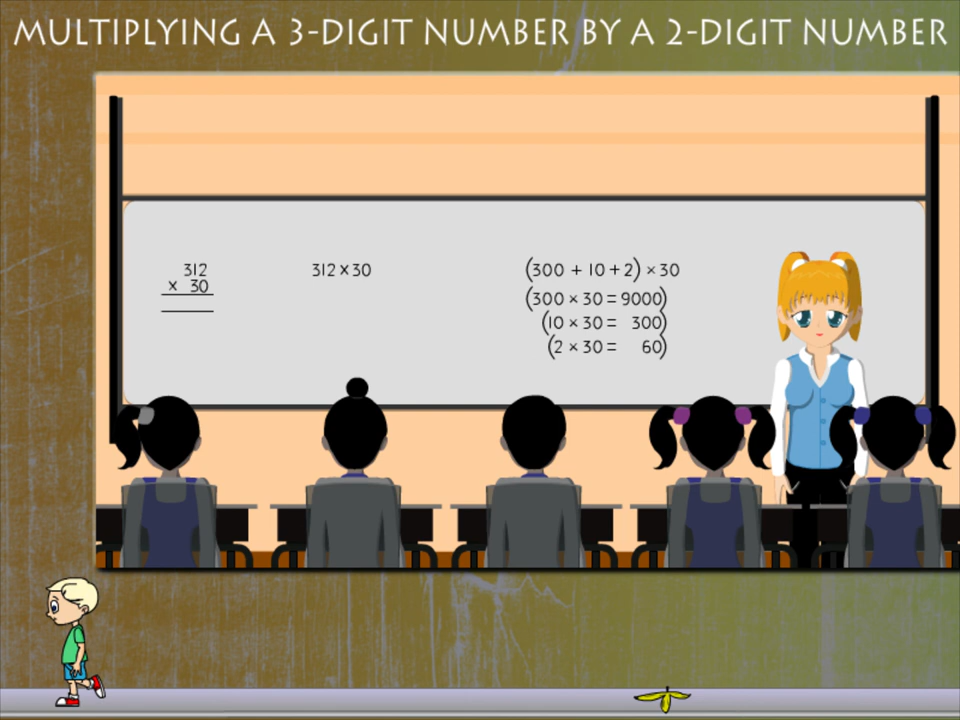 MULTIPLYING A 3-DIGIT NUMBER BY A 2-DIGIT NUMBER
312
× 30
312 × 30
(300 + 10 + 2) × 30
(300 × 30 = 9000)
(10 × 30 = 300)
(2 × 30 = 60)